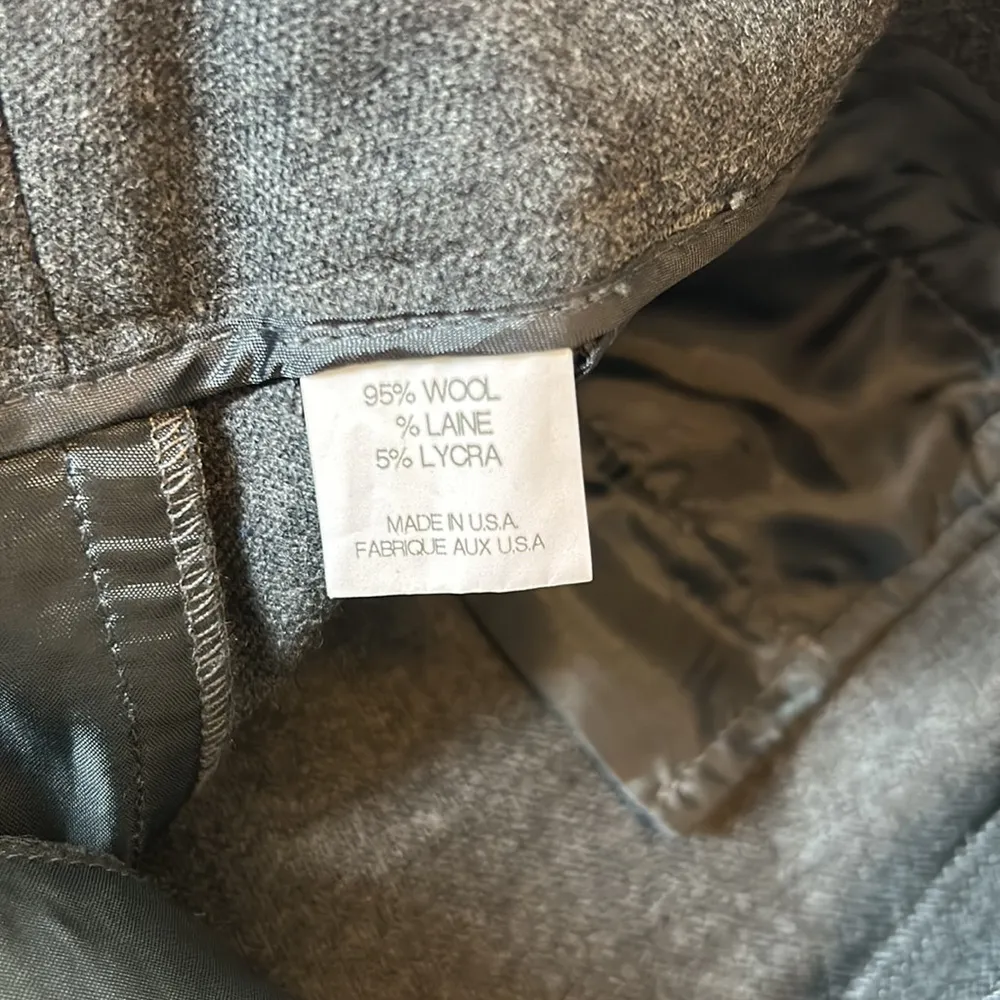 95% WOOL
% LAINE
5% LYCRA
MADE IN U.S.A.
FABRIQUE AUX U.S.A